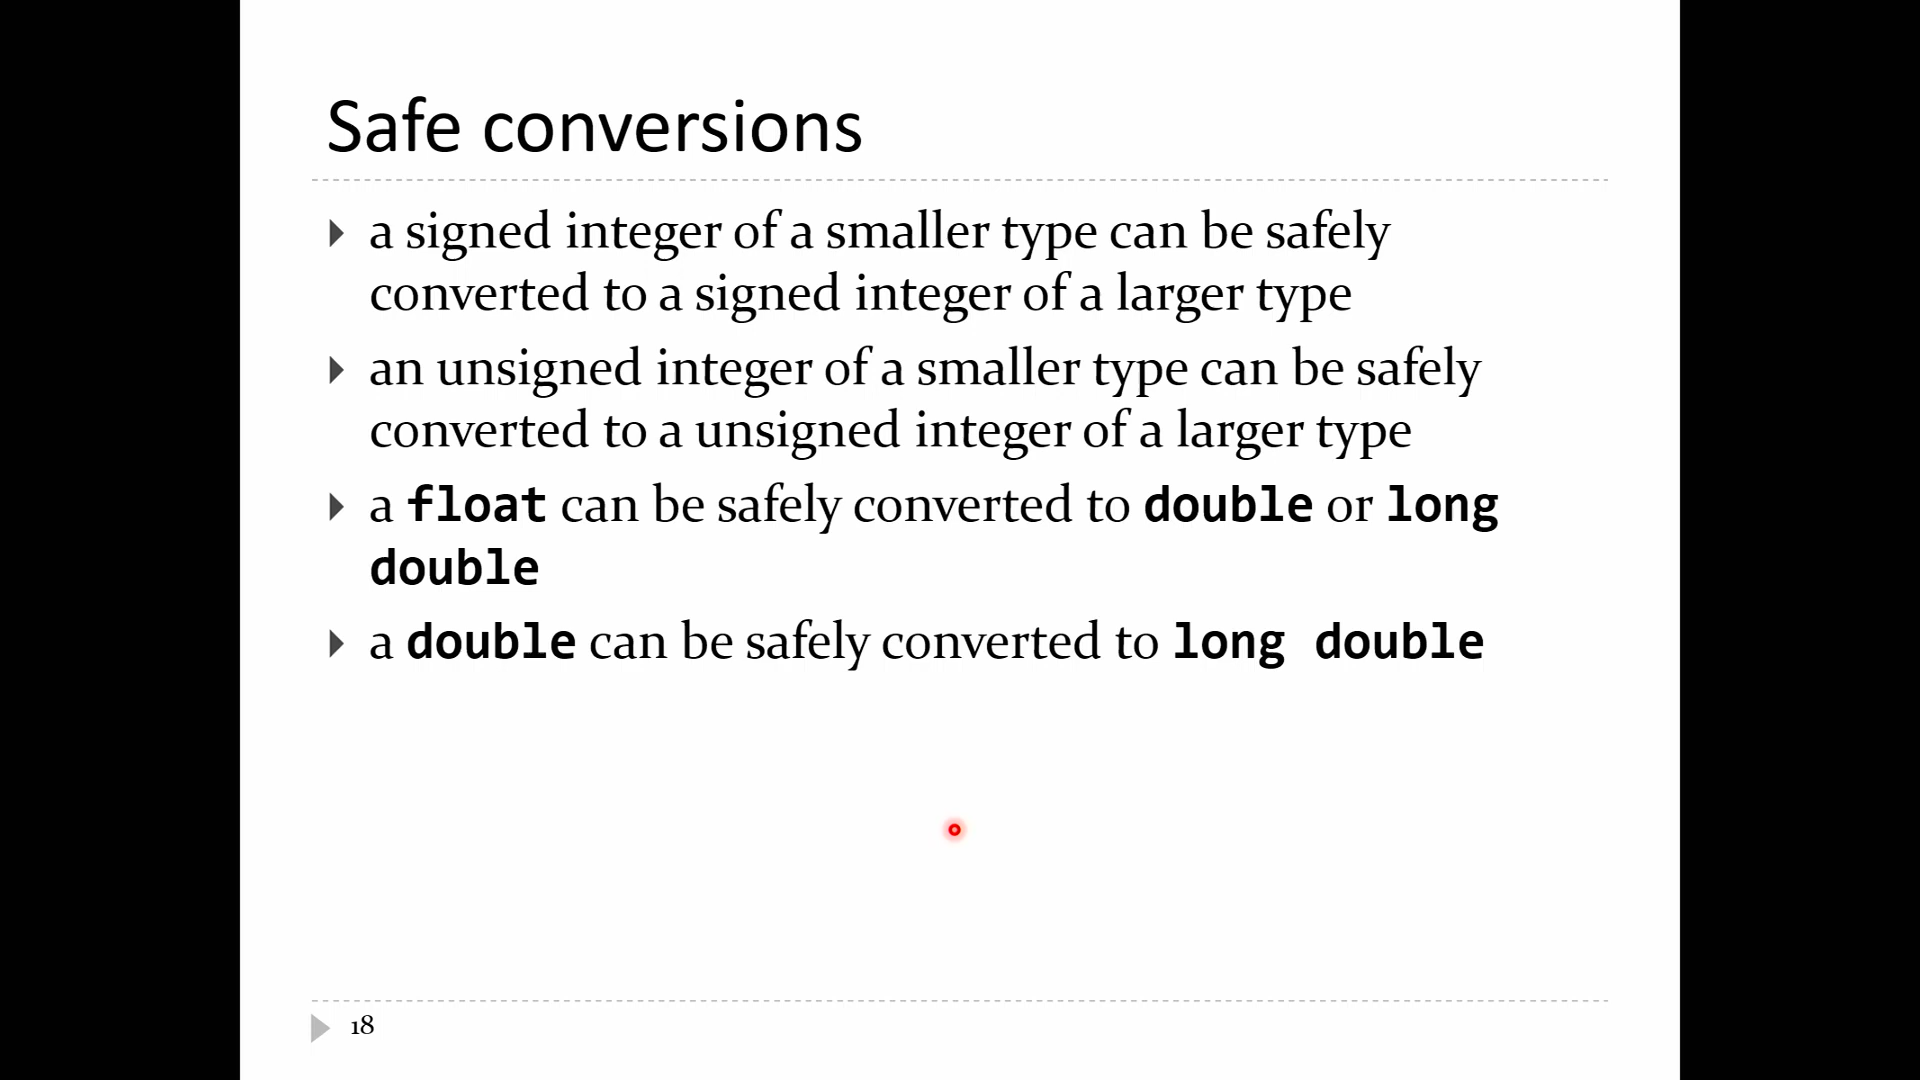 Safe conversions
a signed integer of a smaller type can be safely
converted to a signed integer of a larger type
an unsigned integer of a smaller type can be safely
converted to a unsigned integer of a larger type
a float can be safely converted to double or long
double
a double can be safely converted to long double
18